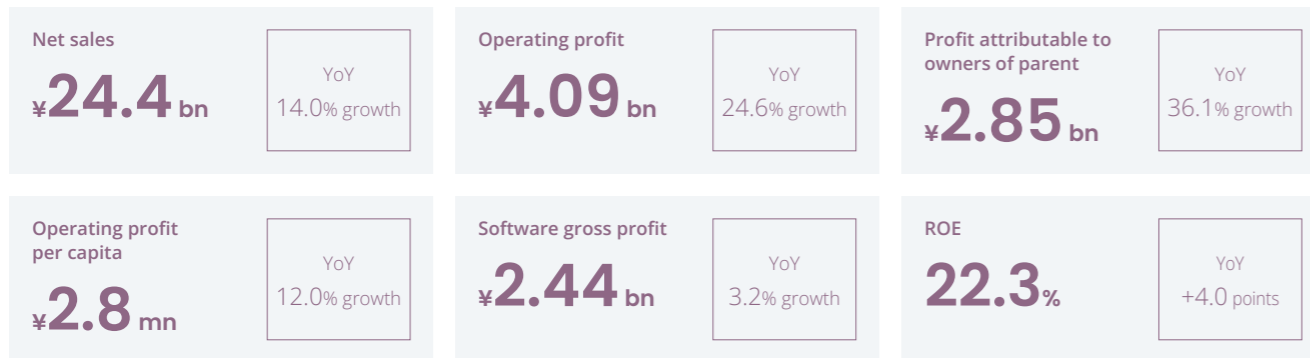 Net sales
¥24.4 bn
YoY
14.0% growth
Operating profit
¥4.09 bn
YoY
24.6% growth
Profit attributable to
owners of parent
¥2.85 bn
YoY
36.1% growth
Operating profit
per capita
¥2.8 mn
YoY
12.0% growth
Software gross profit
¥2.44 bn
YoY
3.2% growth
ROE
22.3%
YoY
+4.0 points